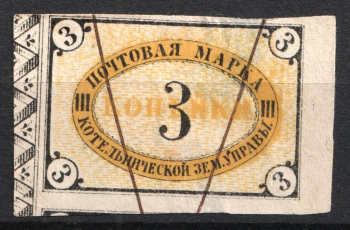 3 3
ПОЧТОВАЯ МАРКА
КОПѢЙКИ
3
КОТЕЛЬНИЧЕСКОЙ ЗЕМ.УПРАВЫ.
3 3